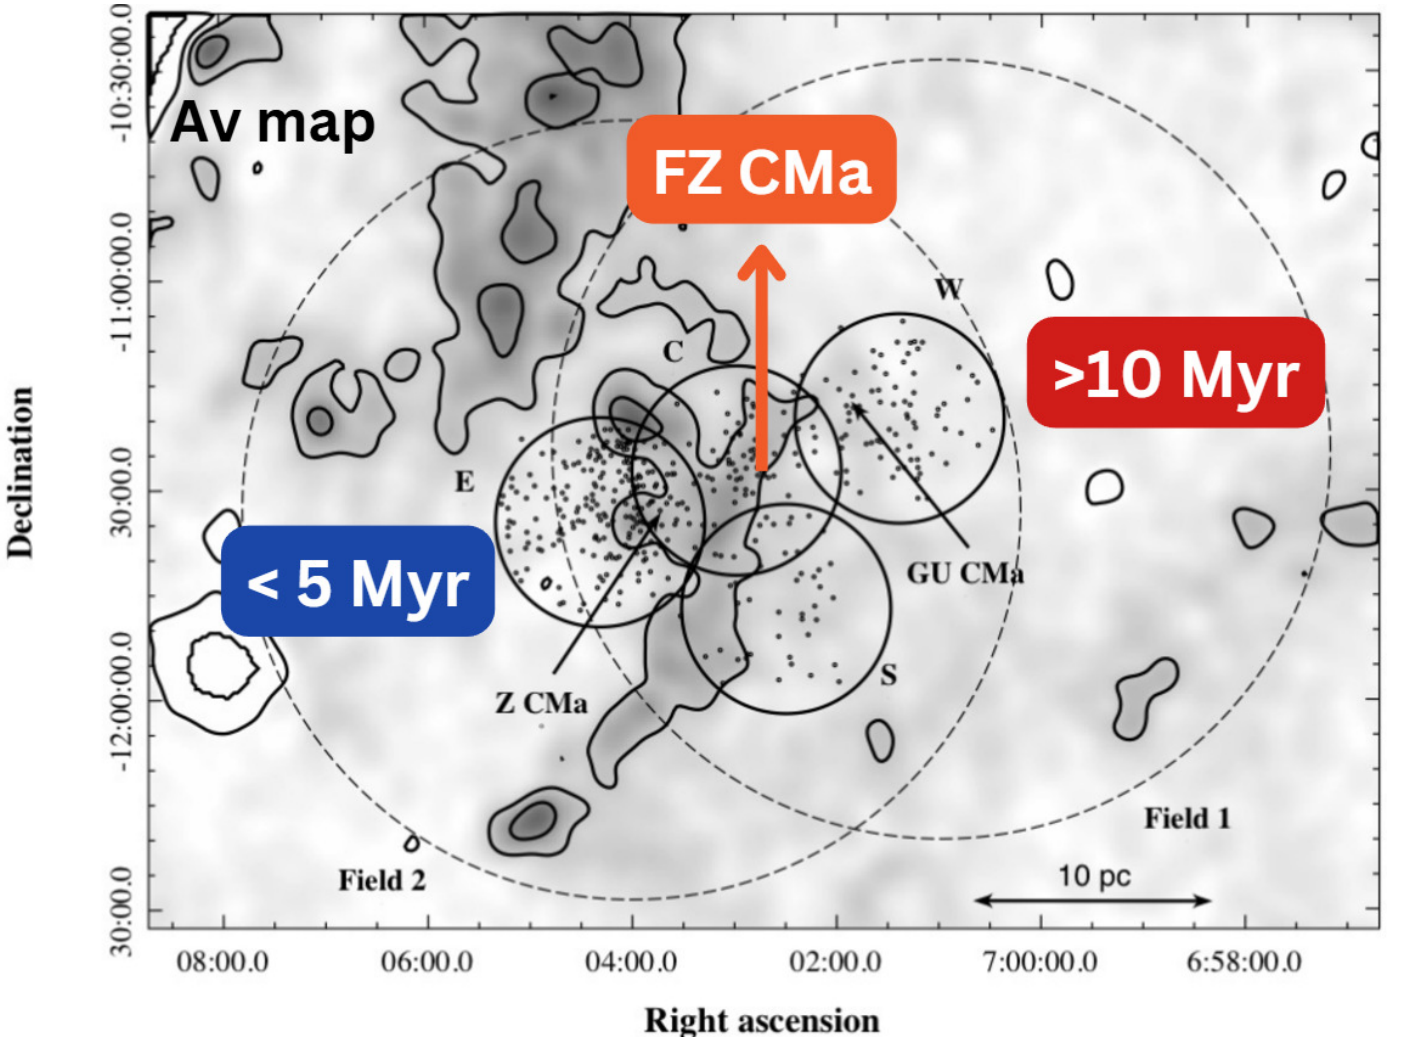 -10:30:00.0
-11:00:00.0
30:00.0
-12:00:00.0
30:00.0
Declination
Av map
FZ CMa
W
C
>10 Myr
E
< 5 Myr
GU CMa
Z CMa
S
Field 1
Field 2
10 pc
08:00.0 06:00.0 04:00.0 02:00.0 7:00:00.0 6:58:00.0
Right ascension